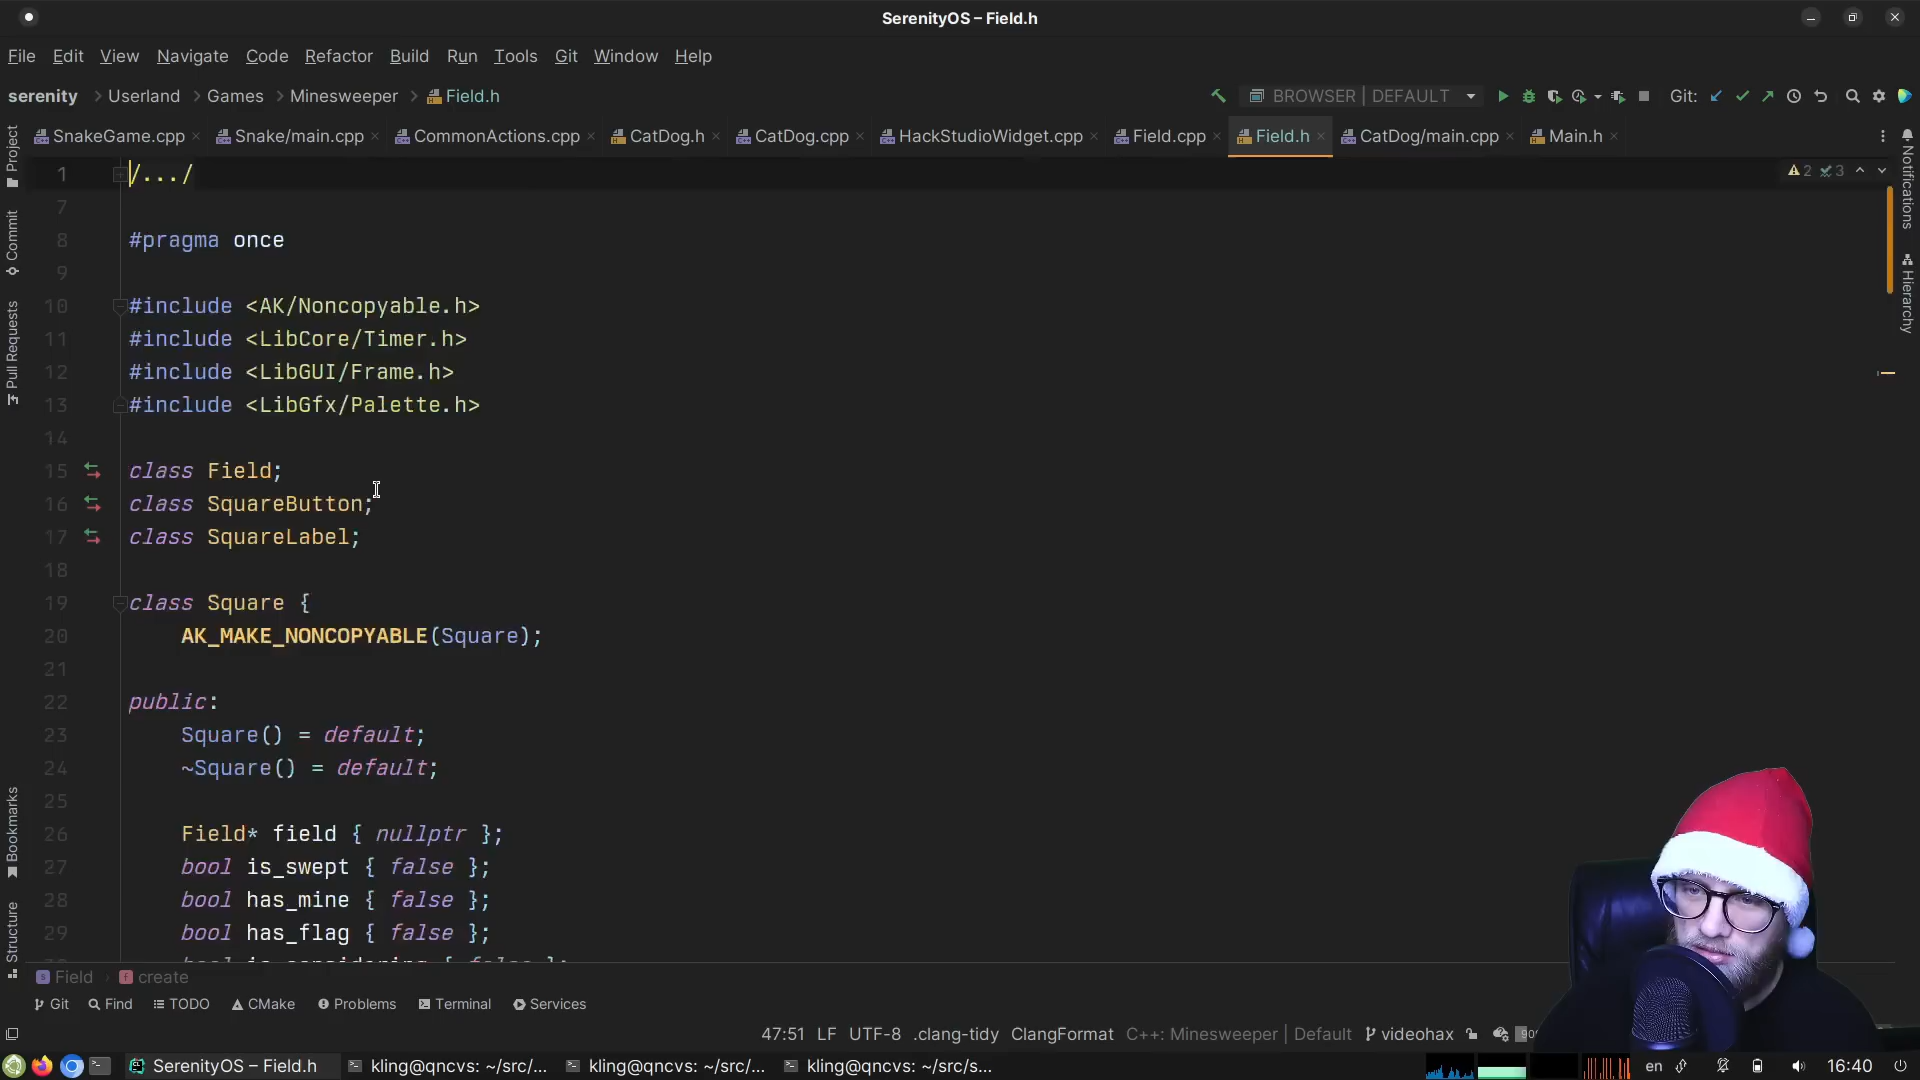 SerenityOS – Field.h
File Edit View Navigate Code Refactor Build Run Tools Git Window Help
serenity > Userland > Games > Minesweeper > Field.h
BROWSER | DEFAULT
Git:
SnakeGame.cpp × Snake/main.cpp × CommonActions.cpp × CatDog.h × CatDog.cpp × HackStudioWidget.cpp × Field.cpp × Field.h × CatDog/main.cpp × Main.h ×
Project
Commit
Pull Requests
Bookmarks
Structure
Notifications
Hierarchy
2 3
1 /.../
7
8 #pragma once
9
10 #include <AK/Noncopyable.h>
11 #include <LibCore/Timer.h>
12 #include <LibGUI/Frame.h>
13 #include <LibGfx/Palette.h>
14
15 class Field;
16 class SquareButton;
17 class SquareLabel;
18
19 class Square {
20 AK_MAKE_NONCOPYABLE(Square);
21
22 public:
23 Square() = default;
24 ~Square() = default;
25
26 Field* field { nullptr };
27 bool is_swept { false };
28 bool has_mine { false };
29 bool has_flag { false };
Field > create
Git Find TODO CMake Problems Terminal Services
47:51 LF UTF-8 .clang-tidy ClangFormat C++: Minesweeper | Default videohax
SerenityOS – Field.h kling@qncvs: ~/src/... kling@qncvs: ~/src/... kling@qncvs: ~/src/s... en 16:40